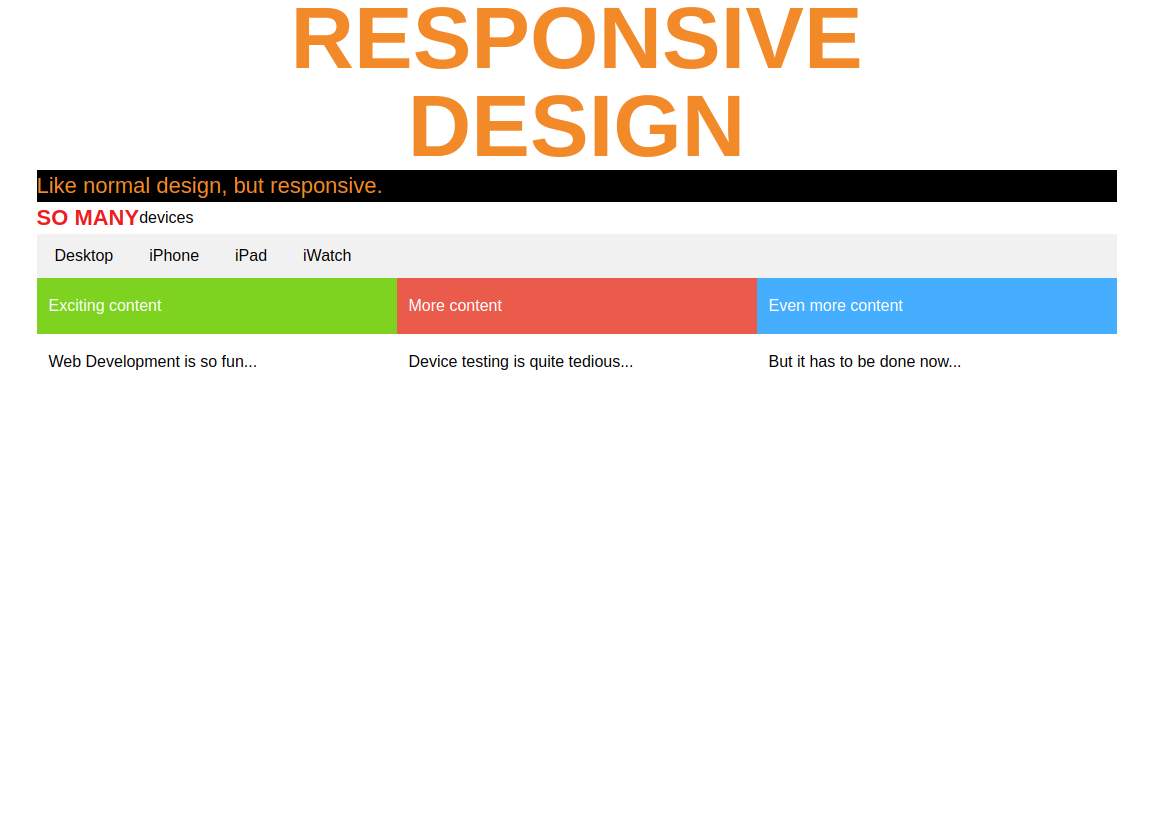 RESPONSIVE
DESIGN
Like normal design, but responsive.
SO MANYdevices
Desktop iPhone iPad iWatch
Exciting content More content Even more content
Web Development is so fun... Device testing is quite tedious... But it has to be done now...